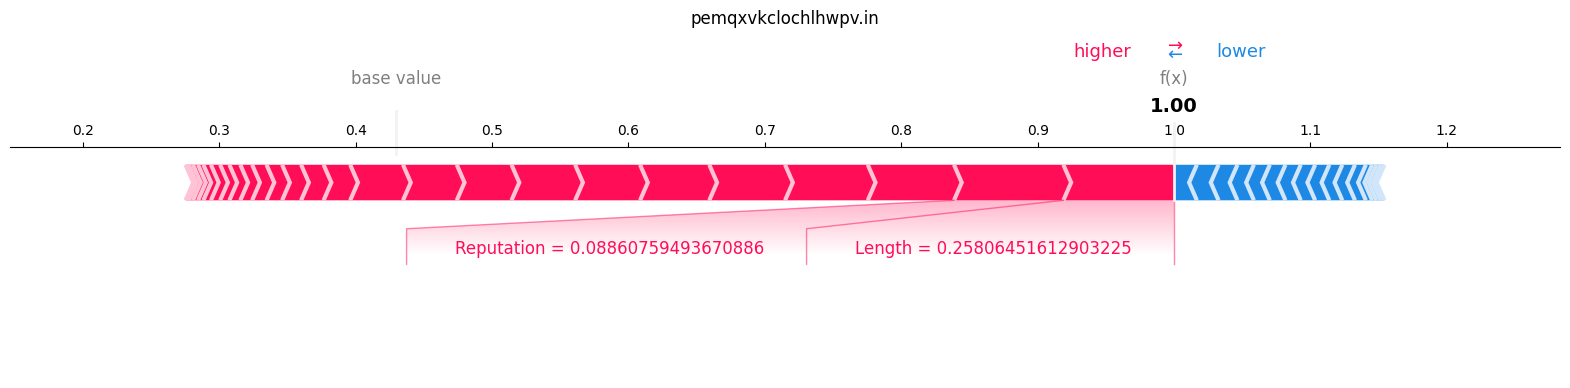 pemqxvkclochlhwpv.in
higher ⇄ lower
base value f(x)
1.00
0.2 0.3 0.4 0.5 0.6 0.7 0.8 0.9 1.0 1.1 1.2
Reputation = 0.08860759493670886 Length = 0.25806451612903225